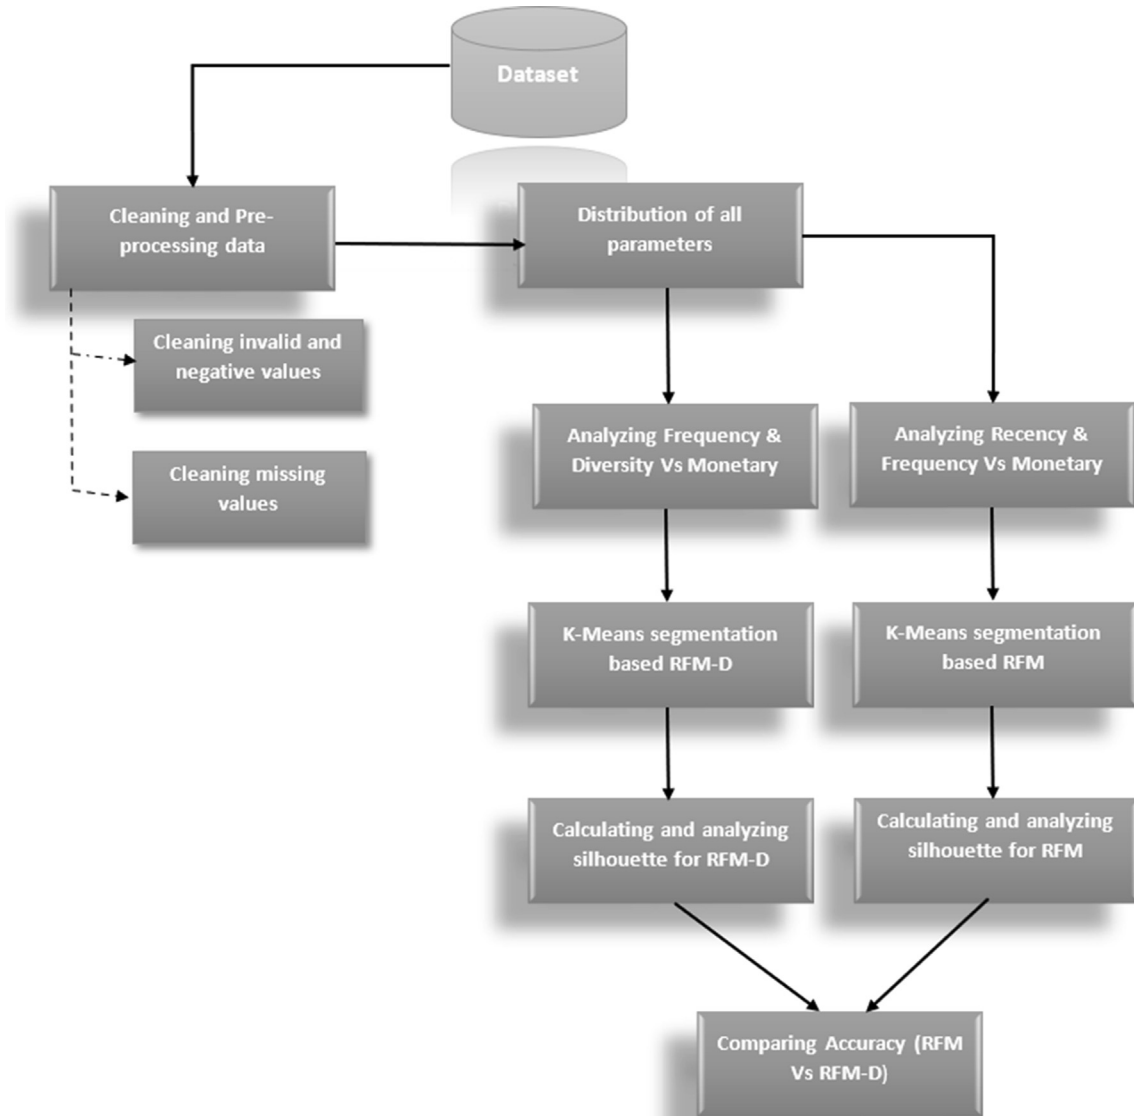 Dataset
Cleaning and Pre-
processing data
Distribution of all
parameters
Cleaning invalid and
negative values
Cleaning missing
values
Analyzing Frequency &
Diversity Vs Monetary
Analyzing Recency &
Frequency Vs Monetary
K-Means segmentation
based RFM-D
K-Means segmentation
based RFM
Calculating and analyzing
silhouette for RFM-D
Calculating and analyzing
silhouette for RFM
Comparing Accuracy (RFM
Vs RFM-D)